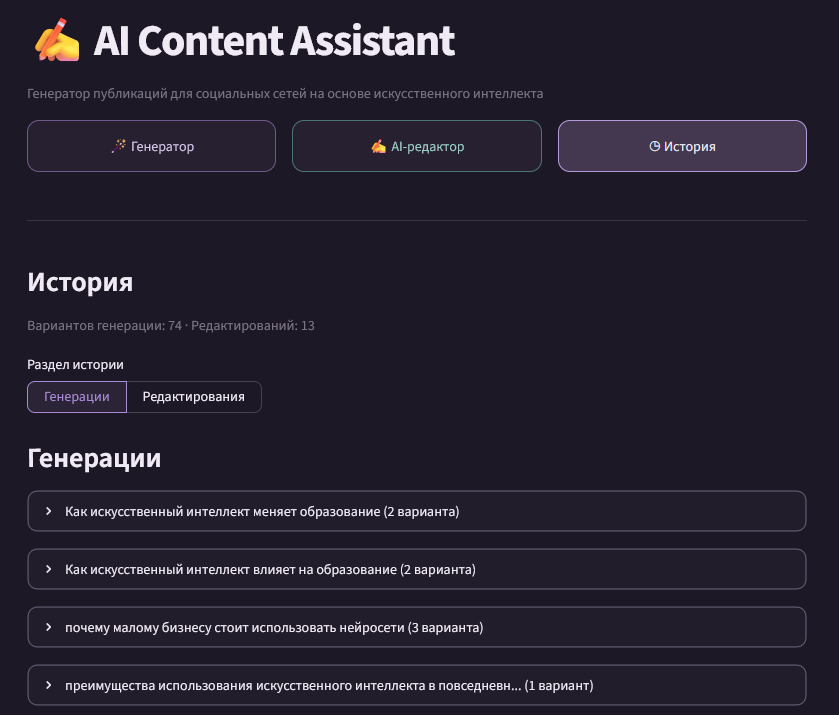 AI Content Assistant
Генератор публикаций для социальных сетей на основе искусственного интеллекта
Генератор
AI-редактор
История
История
Вариантов генерации: 74 · Редактирований: 13
Раздел истории
Генерации
Редактирования
Генерации
Как искусственный интеллект меняет образование (2 варианта)
Как искусственный интеллект влияет на образование (2 варианта)
почему малому бизнесу стоит использовать нейросети (3 варианта)
преимущества использования искусственного интеллекта в повседневн... (1 вариант)